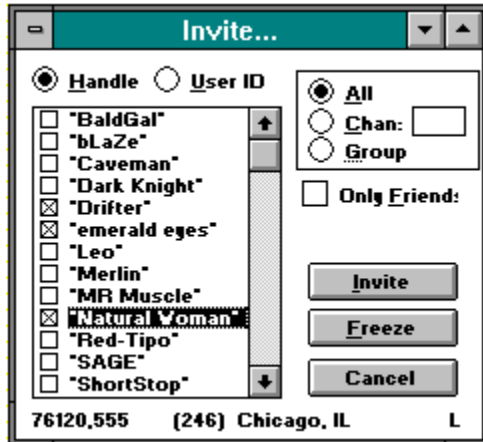 Invite...
Handle User ID
"BaldGal"
"bLaZe"
"Caveman"
"Dark Knight"
"Drifter"
"emerald eyes"
"Leo"
"Merlin"
"MR Muscle"
"Natural Woman"
"Red-Tipo"
"SAGE"
"ShortStop"
All
Chan:
Group
Only Friends
Invite
Freeze
Cancel
76120,555 (246) Chicago, IL L